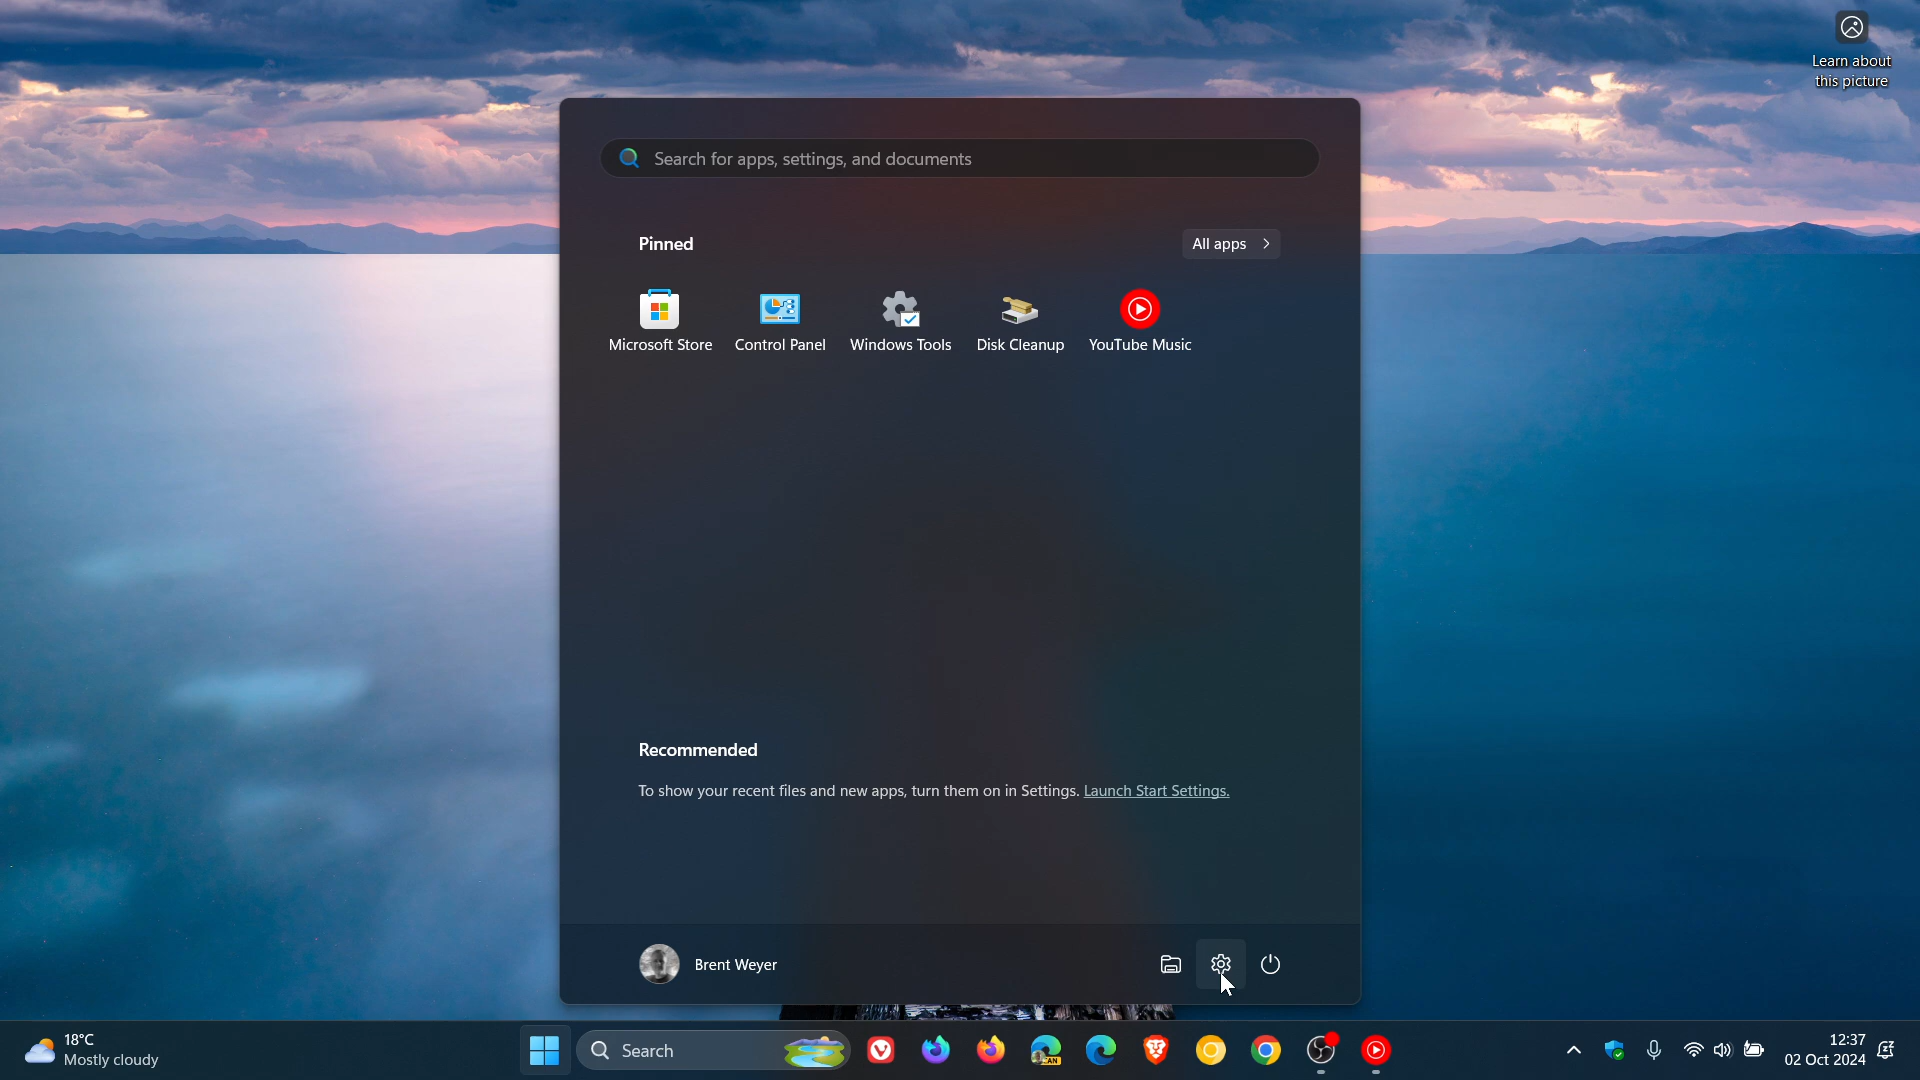 Learn about
this picture
Search for apps, settings, and documents
Pinned
All apps
Microsoft Store
Control Panel
Windows Tools
Disk Cleanup
YouTube Music
Recommended
To show your recent files and new apps, turn them on in Settings. Launch Start Settings.
Brent Weyer
18°C
Mostly cloudy
Search
CAN
12:37
02 Oct 2024